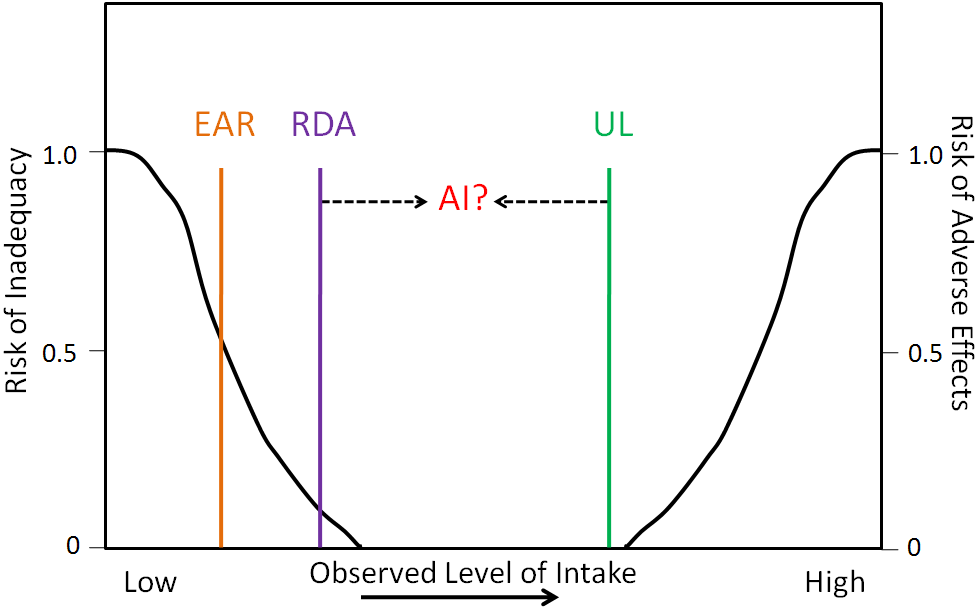 EAR
RDA
UL
AI?
Risk of Inadequacy
1.0
0.5
0
1.0
0.5
0
Risk of Adverse Effects
Low
Observed Level of Intake
High